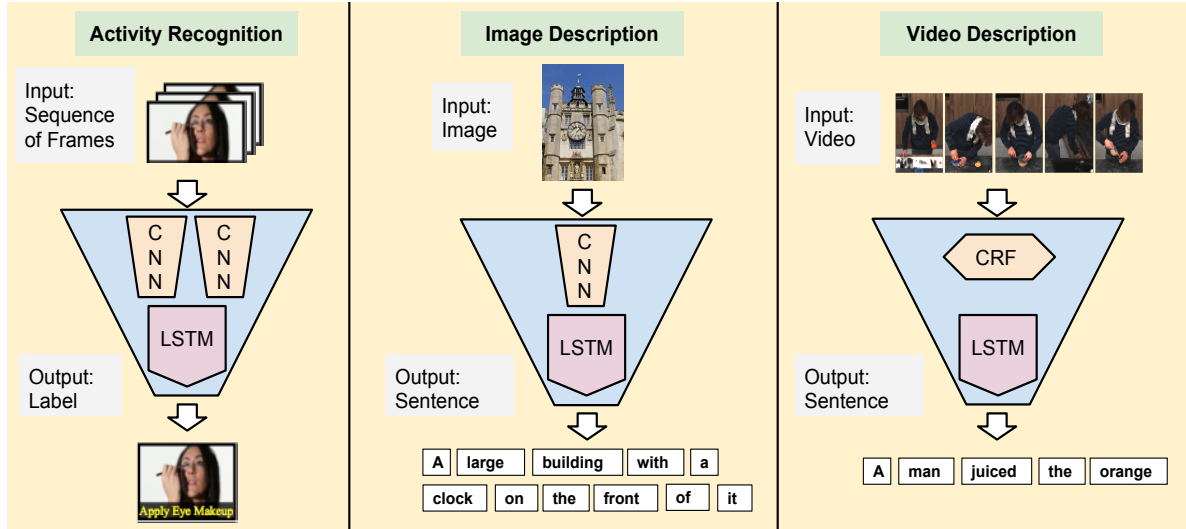 Activity Recognition
Input:
Sequence
of Frames
C
N
N
C
N
N
LSTM
Output:
Label
Apply Eye Makeup
Image Description
Input:
Image
C
N
N
LSTM
Output:
Sentence
A large building with a
clock on the front of it
Video Description
Input:
Video
CRF
LSTM
Output:
Sentence
A man juiced the orange